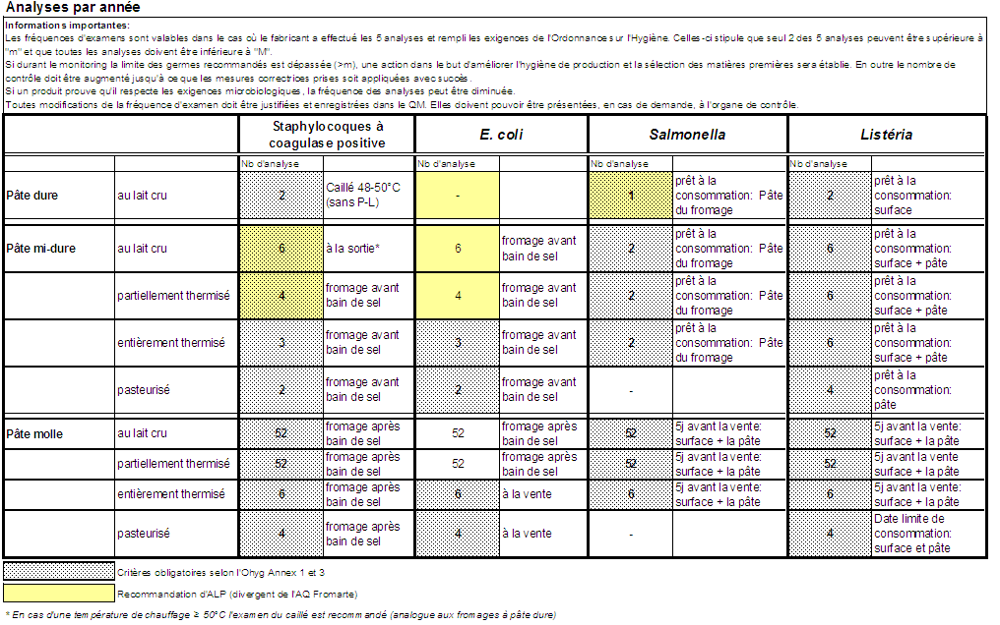 Analyses par année
Informations importantes:
Les fréquences d'examens sont valables dans le cas où le fabricant a effectué les 5 analyses et rempli les exigences de l'Ordonnances sur l'Hygiène. Celles-ci stipule que seul 2 des 5 analyses peuvent être supérieure à
"m" et que toutes les analyses doivent être inférieure à "M".
Si durant le monitoring la limite des germes recommandés est dépassée (>m), une action dans le but d'améliorer l'hygiène de production et la sélection des matières premières sera établie. En outre le nombre de
contrôle doit être augmenté jusqu'à ce que les mesures correctrices prises soit appliquées avec succès.
Si un produit prouve qu'il respecte les exigences microbiologiques, la fréquence des analyses peut être diminuée.
Toutes modifications de la fréquence d'examen doit être justifiées et enregistrées dans le QM. Elles doivent pouvoir être présentées, en cas de demande, à l'organe de contrôle.
Staphylocoques à
coagulase positive
E. coli
Salmonella
Listéria
Nb d'analyse Nb d'analyse Nb d'analyse Nb d'analyse
Pâte dure
au lait cru
2
Caillé 48-50°C
(sans P-L)
-
1
prêt à la
consommation: Pâte
du fromage
2
prêt à la
consommation:
surface
Pâte mi-dure
au lait cru
6
à la sortie*
6
fromage avant
bain de sel
2
prêt à la
consommation: Pâte
du fromage
6
prêt à la
consommation:
surface + pâte
partiellement thermisé
4
fromage avant
bain de sel
4
fromage avant
bain de sel
2
prêt à la
consommation: Pâte
du fromage
6
prêt à la
consommation:
surface + pâte
entièrement thermisé
3
fromage avant
bain de sel
3
fromage avant
bain de sel
2
prêt à la
consommation: Pâte
du fromage
6
prêt à la
consommation:
surface + pâte
pasteurisé
2
fromage avant
bain de sel
2
fromage avant
bain de sel
-
4
prêt à la
consommation:
pâte
Pâte molle
au lait cru
52
fromage après
bain de sel
52
fromage après
bain de sel
52
5j avant la vente:
surface + la pâte
52
5j avant la vente:
surface + la pâte
partiellement thermisé
52
fromage après
bain de sel
52
fromage après
bain de sel
52
5j avant la vente:
surface + la pâte
52
5j avant la vente
surface + la pâte
entièrement thermisé
6
fromage après
bain de sel
6
à la vente
6
5j avant la vente:
surface + la pâte
6
5j avant la vente:
surface + la pâte
pasteurisé
4
fromage après
bain de sel
4
à la vente
-
4
Date limite de
consommation:
surface et pâte
Critères obligatoires selon l'Ohyg Annex 1 et 3
Recommandation d'ALP (divergent de l'AQ Fromarte)
* En cas d'une température de chauffage ≥ 50°C l'examen du caillé est recommandé (analogue aux fromages à pâte dure)